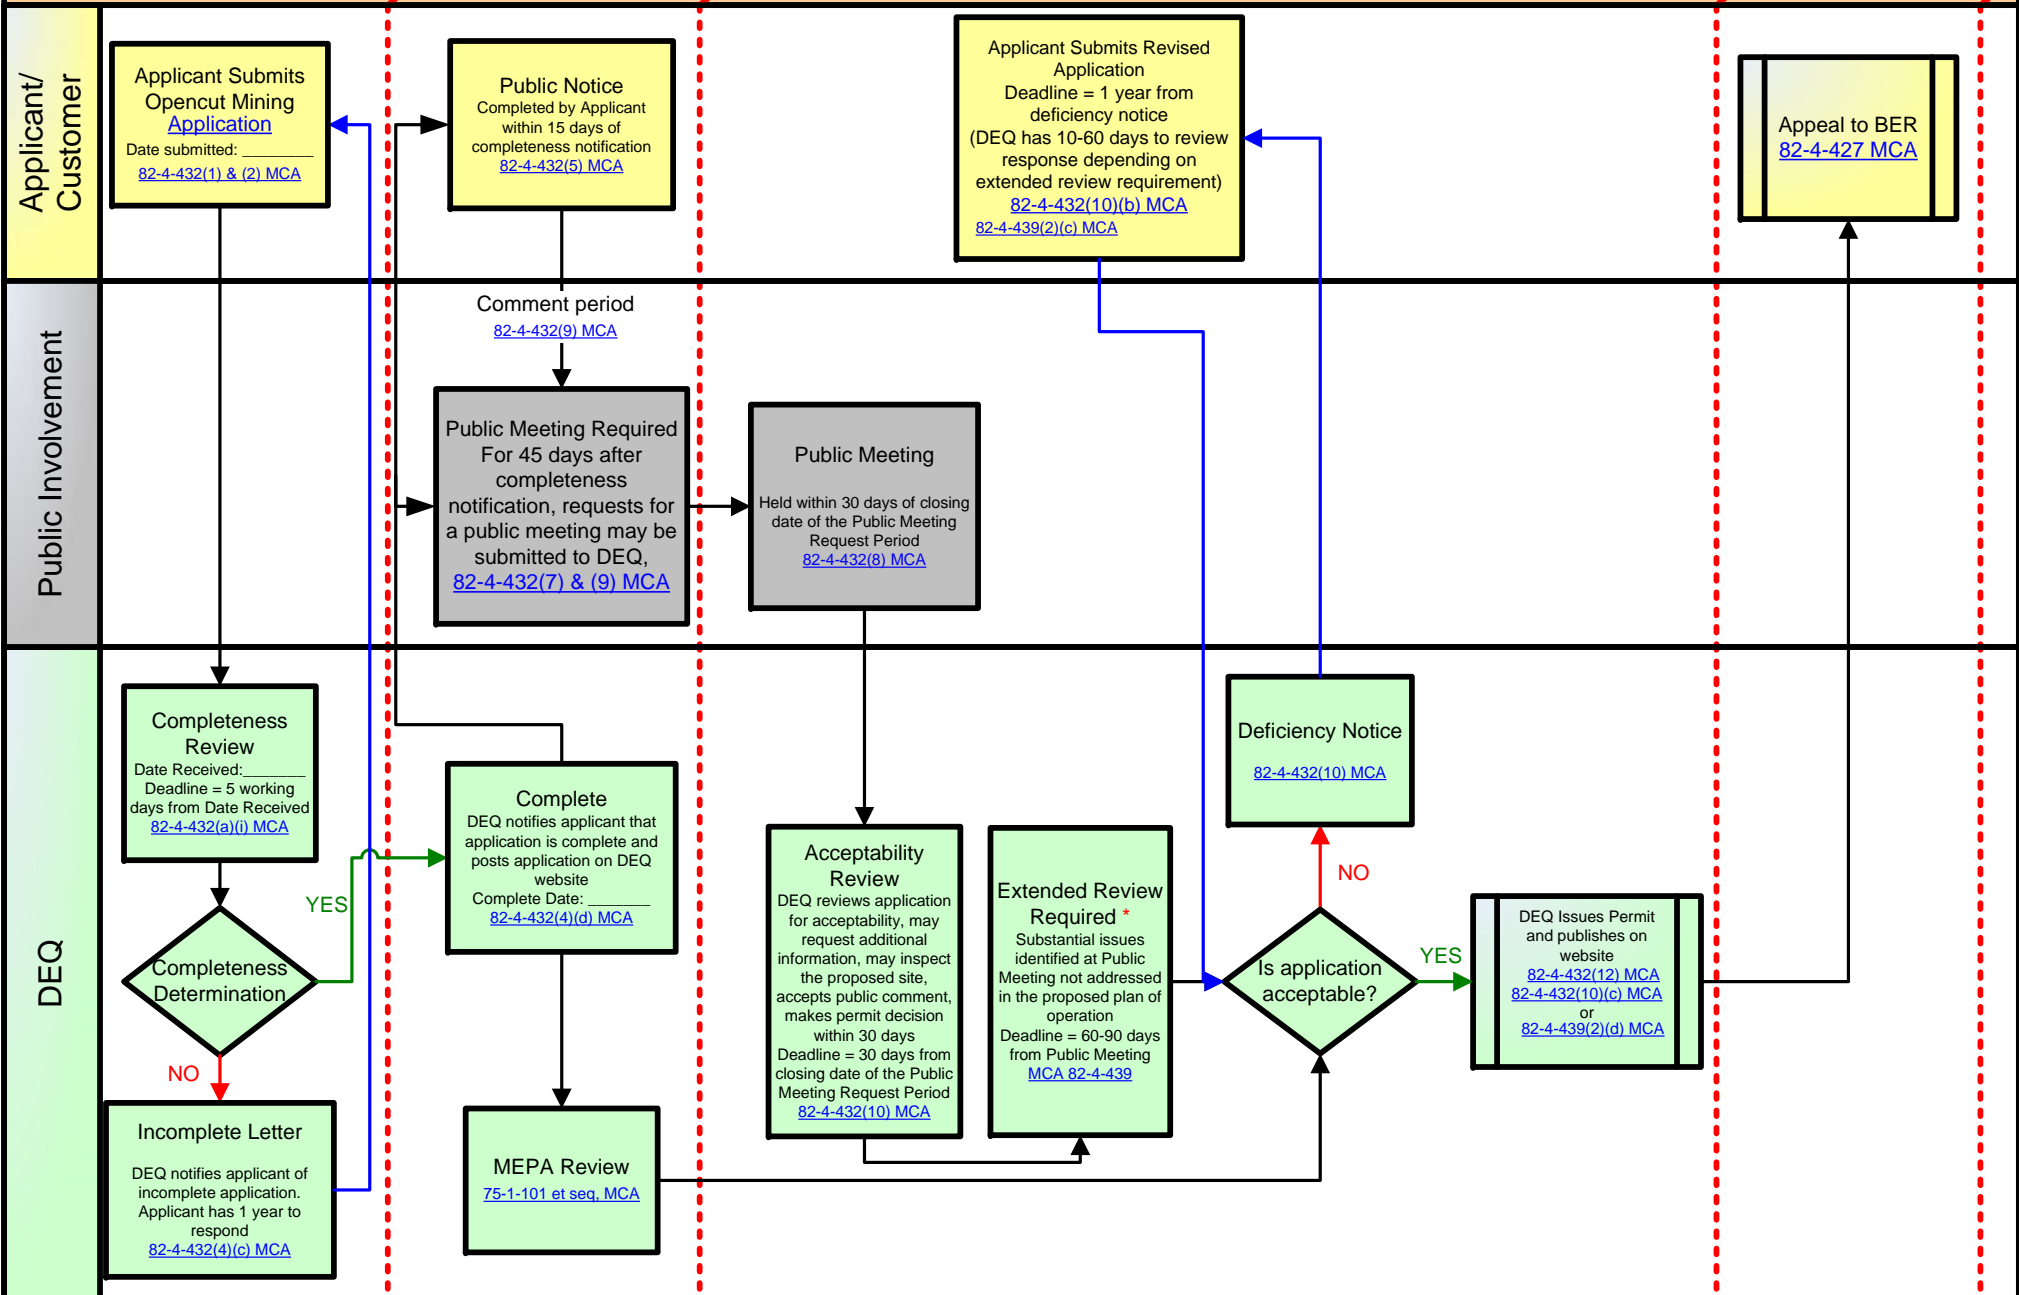 Applicant/
Customer
Applicant Submits
Opencut Mining
Application
Date submitted: ________
82-4-432(1) & (2) MCA
Public Notice
Completed by Applicant
within 15 days of
completeness notification
82-4-432(5) MCA
Applicant Submits Revised
Application
Deadline = 1 year from
deficiency notice
(DEQ has 10-60 days to review
response depending on
extended review requirement)
82-4-432(10)(b) MCA
82-4-439(2)(c) MCA
Appeal to BER
82-4-427 MCA
Public Involvement
Comment period
82-4-432(9) MCA
Public Meeting Required
For 45 days after
completeness
notification, requests for
a public meeting may be
submitted to DEQ,
82-4-432(7) & (9) MCA
Public Meeting
Held within 30 days of closing
date of the Public Meeting
Request Period
82-4-432(8) MCA
DEQ
Completeness
Review
Date Received:_______
Deadline = 5 working
days from Date Received
82-4-432(a)(i) MCA
Completeness
Determination
YES
NO
Incomplete Letter
DEQ notifies applicant of
incomplete application.
Applicant has 1 year to
respond
82-4-432(4)(c) MCA
Complete
DEQ notifies applicant that
application is complete and
posts application on DEQ
website
Complete Date: _______
82-4-432(4)(d) MCA
MEPA Review
75-1-101 et seq, MCA
Acceptability
Review
DEQ reviews application
for acceptability, may
request additional
information, may inspect
the proposed site,
accepts public comment,
makes permit decision
within 30 days
Deadline = 30 days from
closing date of the Public
Meeting Request Period
82-4-432(10) MCA
Extended Review
Required *
Substantial issues
identified at Public
Meeting not addressed
in the proposed plan of
operation
Deadline = 60-90 days
from Public Meeting
MCA 82-4-439
Deficiency Notice
82-4-432(10) MCA
NO
Is application
acceptable?
YES
DEQ Issues Permit
and publishes on
website
82-4-432(12) MCA
82-4-432(10)(c) MCA
or
82-4-439(2)(d) MCA